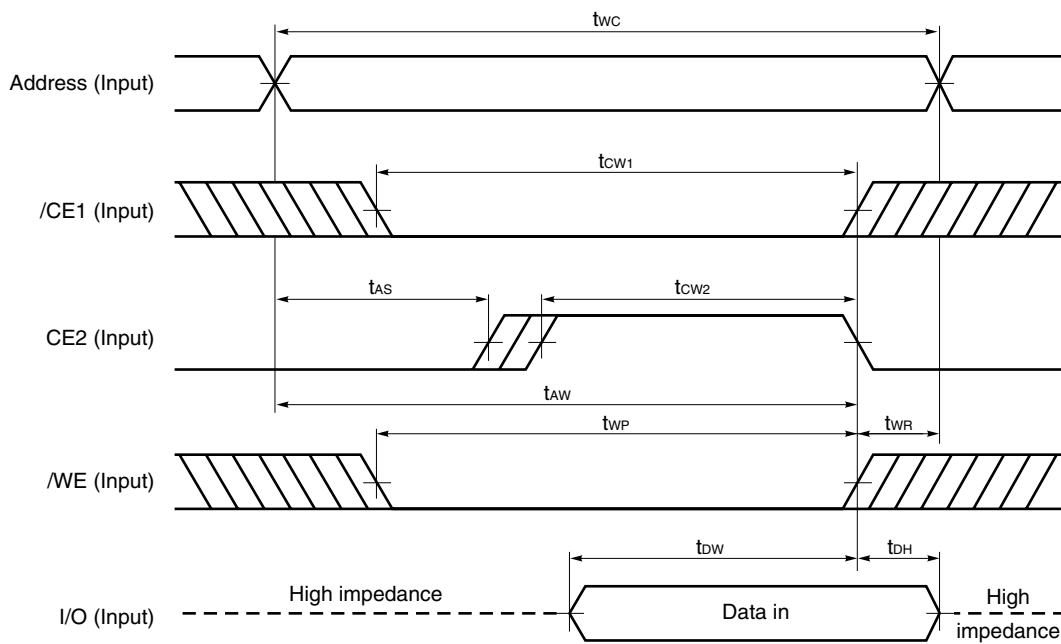 tWC
Address (Input)
tCW1
/CE1 (Input)
tAS
tCW2
CE2 (Input)
tAW
tWP
tWR
/WE (Input)
tDW
tDH
High impedance
Data in
High
impedance
I/O (Input)